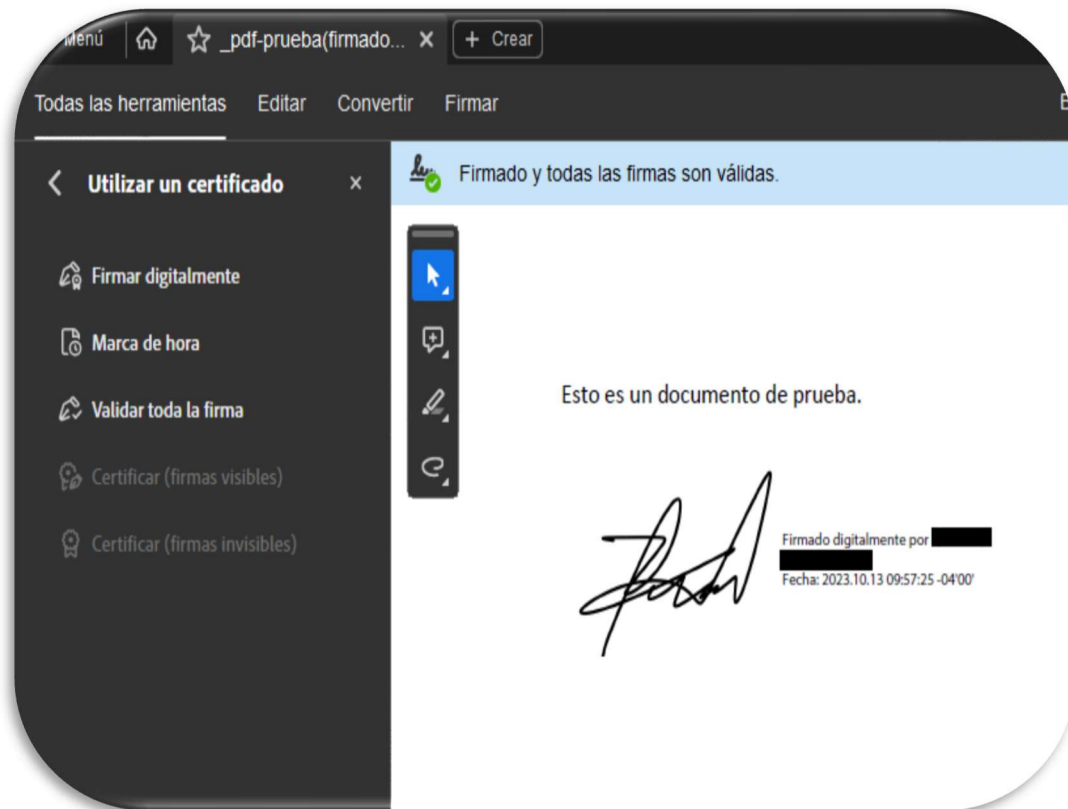 Menú
_pdf-prueba(firmado...
+ Crear
Todas las herramientas Editar Convertir Firmar
Utilizar un certificado
Firmado y todas las firmas son válidas.
Firmar digitalmente
Marca de hora
Validar toda la firma
Certificar (firmas visibles)
Certificar (firmas invisibles)
Esto es un documento de prueba.
Firmado digitalmente por
Fecha: 2023.10.13 09:57:25 -04'00'